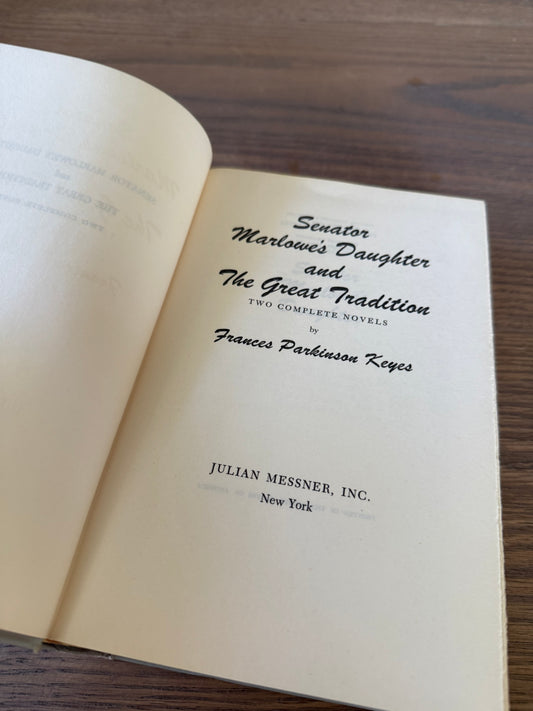 Senator
Marlowe's Daughter
and
The Great Tradition
TWO COMPLETE NOVELS
by
Frances Parkinson Keyes
JULIAN MESSNER, INC.
New York